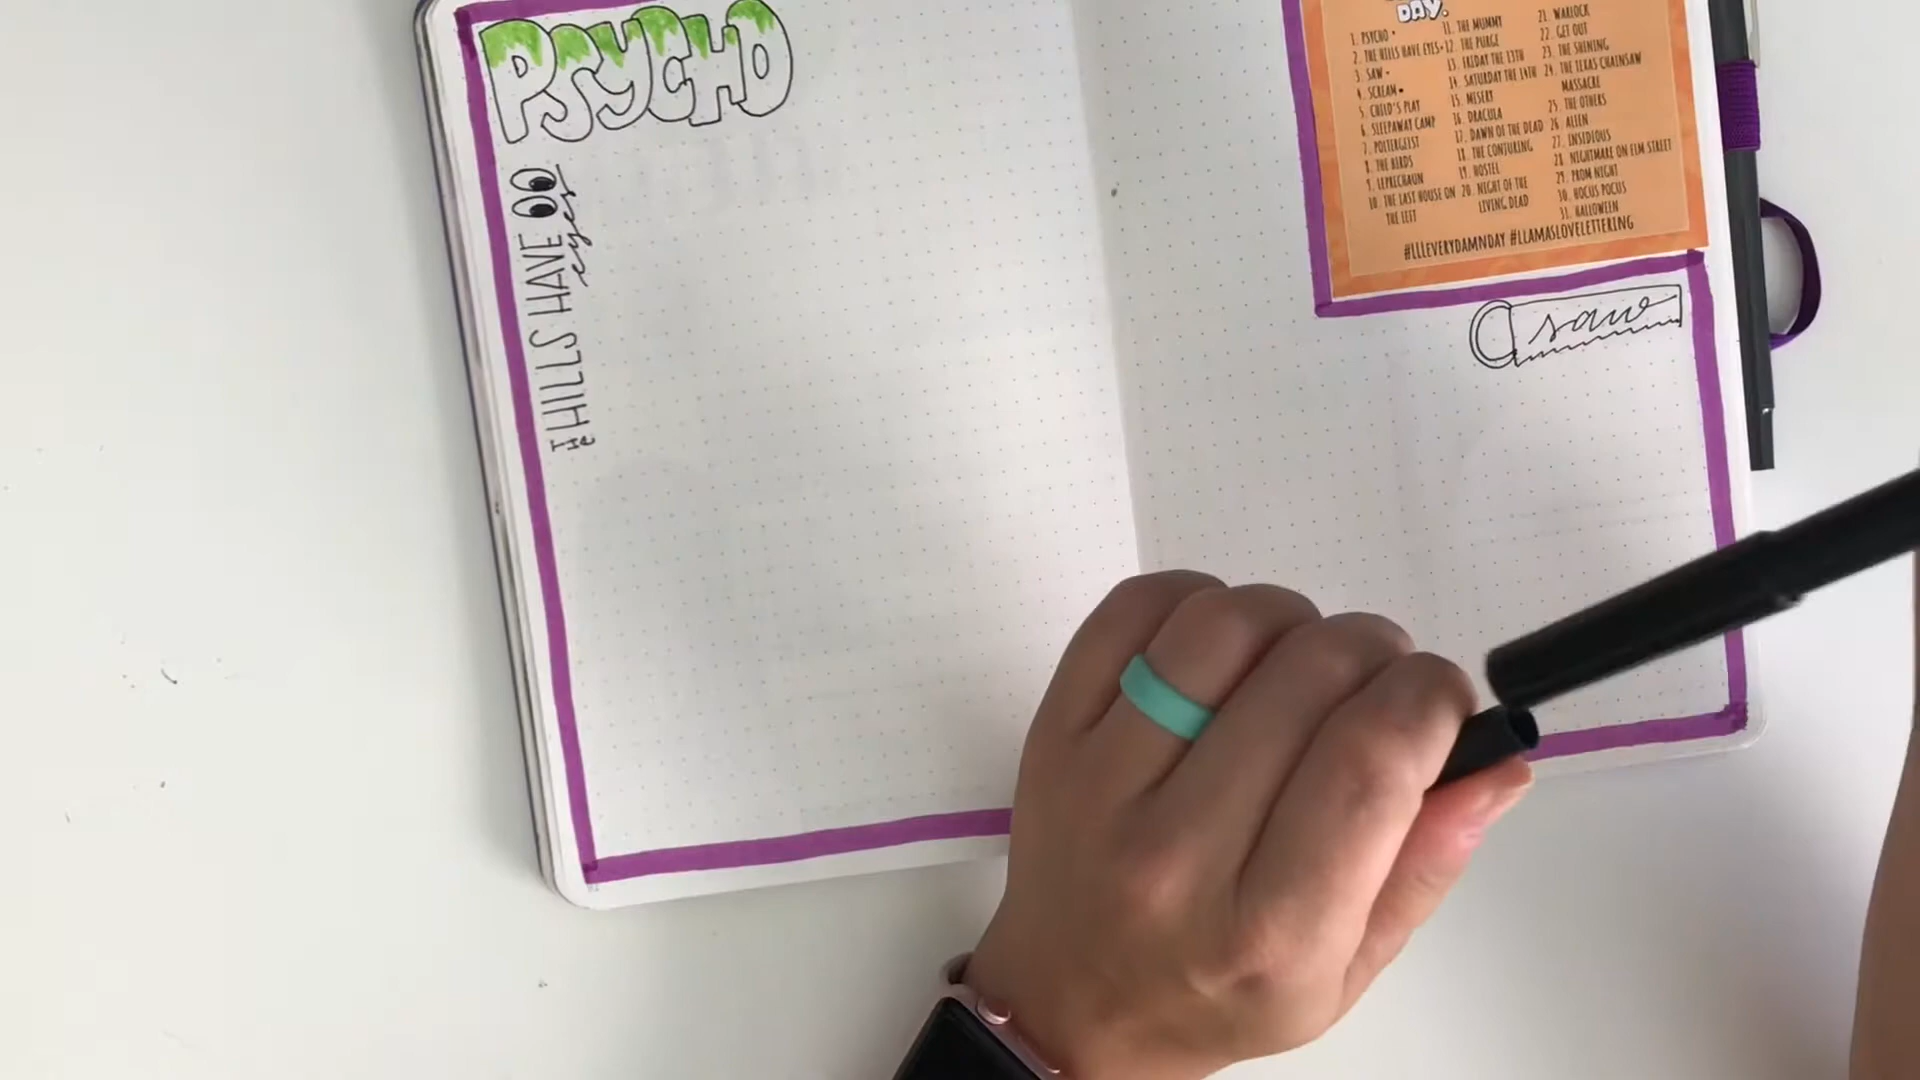 PSYCHO
THE HILLS HAVE
eyes
DAY.
1. PSYCHO
2. THE HILLS HAVE EYES
3. SAW
4. SCREAM
5. CHILD'S PLAY
6. SLEEPAWAY CAMP
7. POLTERGEIST
8. THE BIRDS
9. LEPRECHAUN
10. THE LAST HOUSE ON
THE LEFT
11. THE MUMMY
12. THE PURGE
13. FRIDAY THE 13TH
14. SATURDAY THE 14TH
15. MISERY
16. DRACULA
17. DAWN OF THE DEAD
18. THE CONJURING
19. HOSTEL
20. NIGHT OF THE
LIVING DEAD
21. WARLOCK
22. GET OUT
23. THE SHINING
24. THE TEXAS CHAINSAW
MASSACRE
25. THE OTHERS
26. ALIEN
27. INSIDIOUS
28. NIGHTMARE ON ELM STREET
29. PROM NIGHT
30. HOCUS POCUS
31. HALLOWEEN
#LLLEVERYDAMNDAY #LLAMASLOVELETTERING
saw